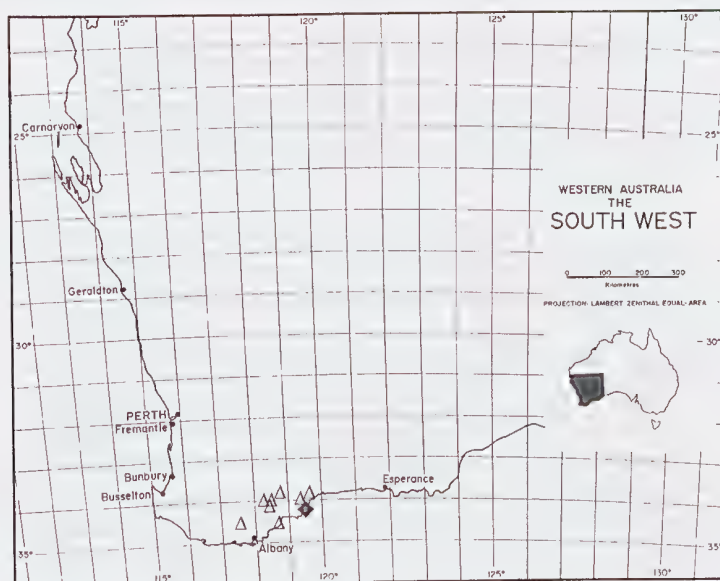 115°
120°
125°
130°
Carnarvon
25°
25°
WESTERN AUSTRALIA
THE
SOUTH WEST
0 100 200 300
Kilometres
PROJECTION: LAMBERT ZENITHAL EQUAL-AREA
Geraldton
30°
30°
PERTH
Fremantle
Bunbury
Busselton
Esperance
Albany
35°
35°
115°
120°
125°
130°